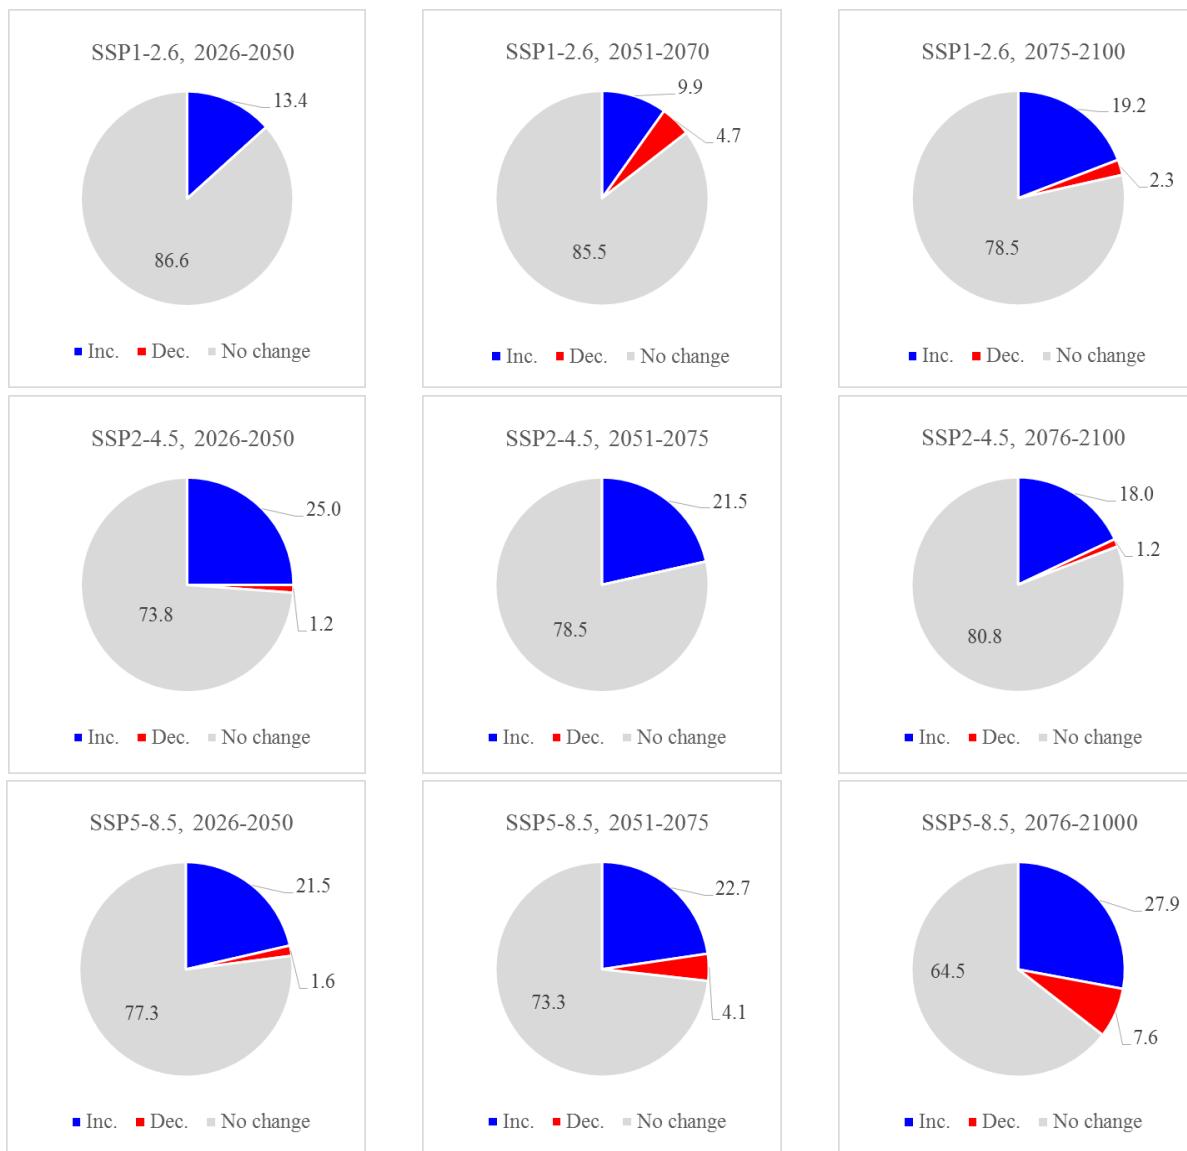 SSP1-2.6, 2026-2050
13.4
86.6
Inc. Dec. No change
SSP1-2.6, 2051-2070
9.9
4.7
85.5
Inc. Dec. No change
SSP1-2.6, 2075-2100
19.2
2.3
78.5
Inc. Dec. No change
SSP2-4.5, 2026-2050
25.0
1.2
73.8
Inc. Dec. No change
SSP2-4.5, 2051-2075
21.5
78.5
Inc. Dec. No change
SSP2-4.5, 2076-2100
18.0
1.2
80.8
Inc. Dec. No change
SSP5-8.5, 2026-2050
21.5
1.6
77.3
Inc. Dec. No change
SSP5-8.5, 2051-2075
22.7
4.1
73.3
Inc. Dec. No change
SSP5-8.5, 2076-21000
27.9
7.6
64.5
Inc. Dec. No change